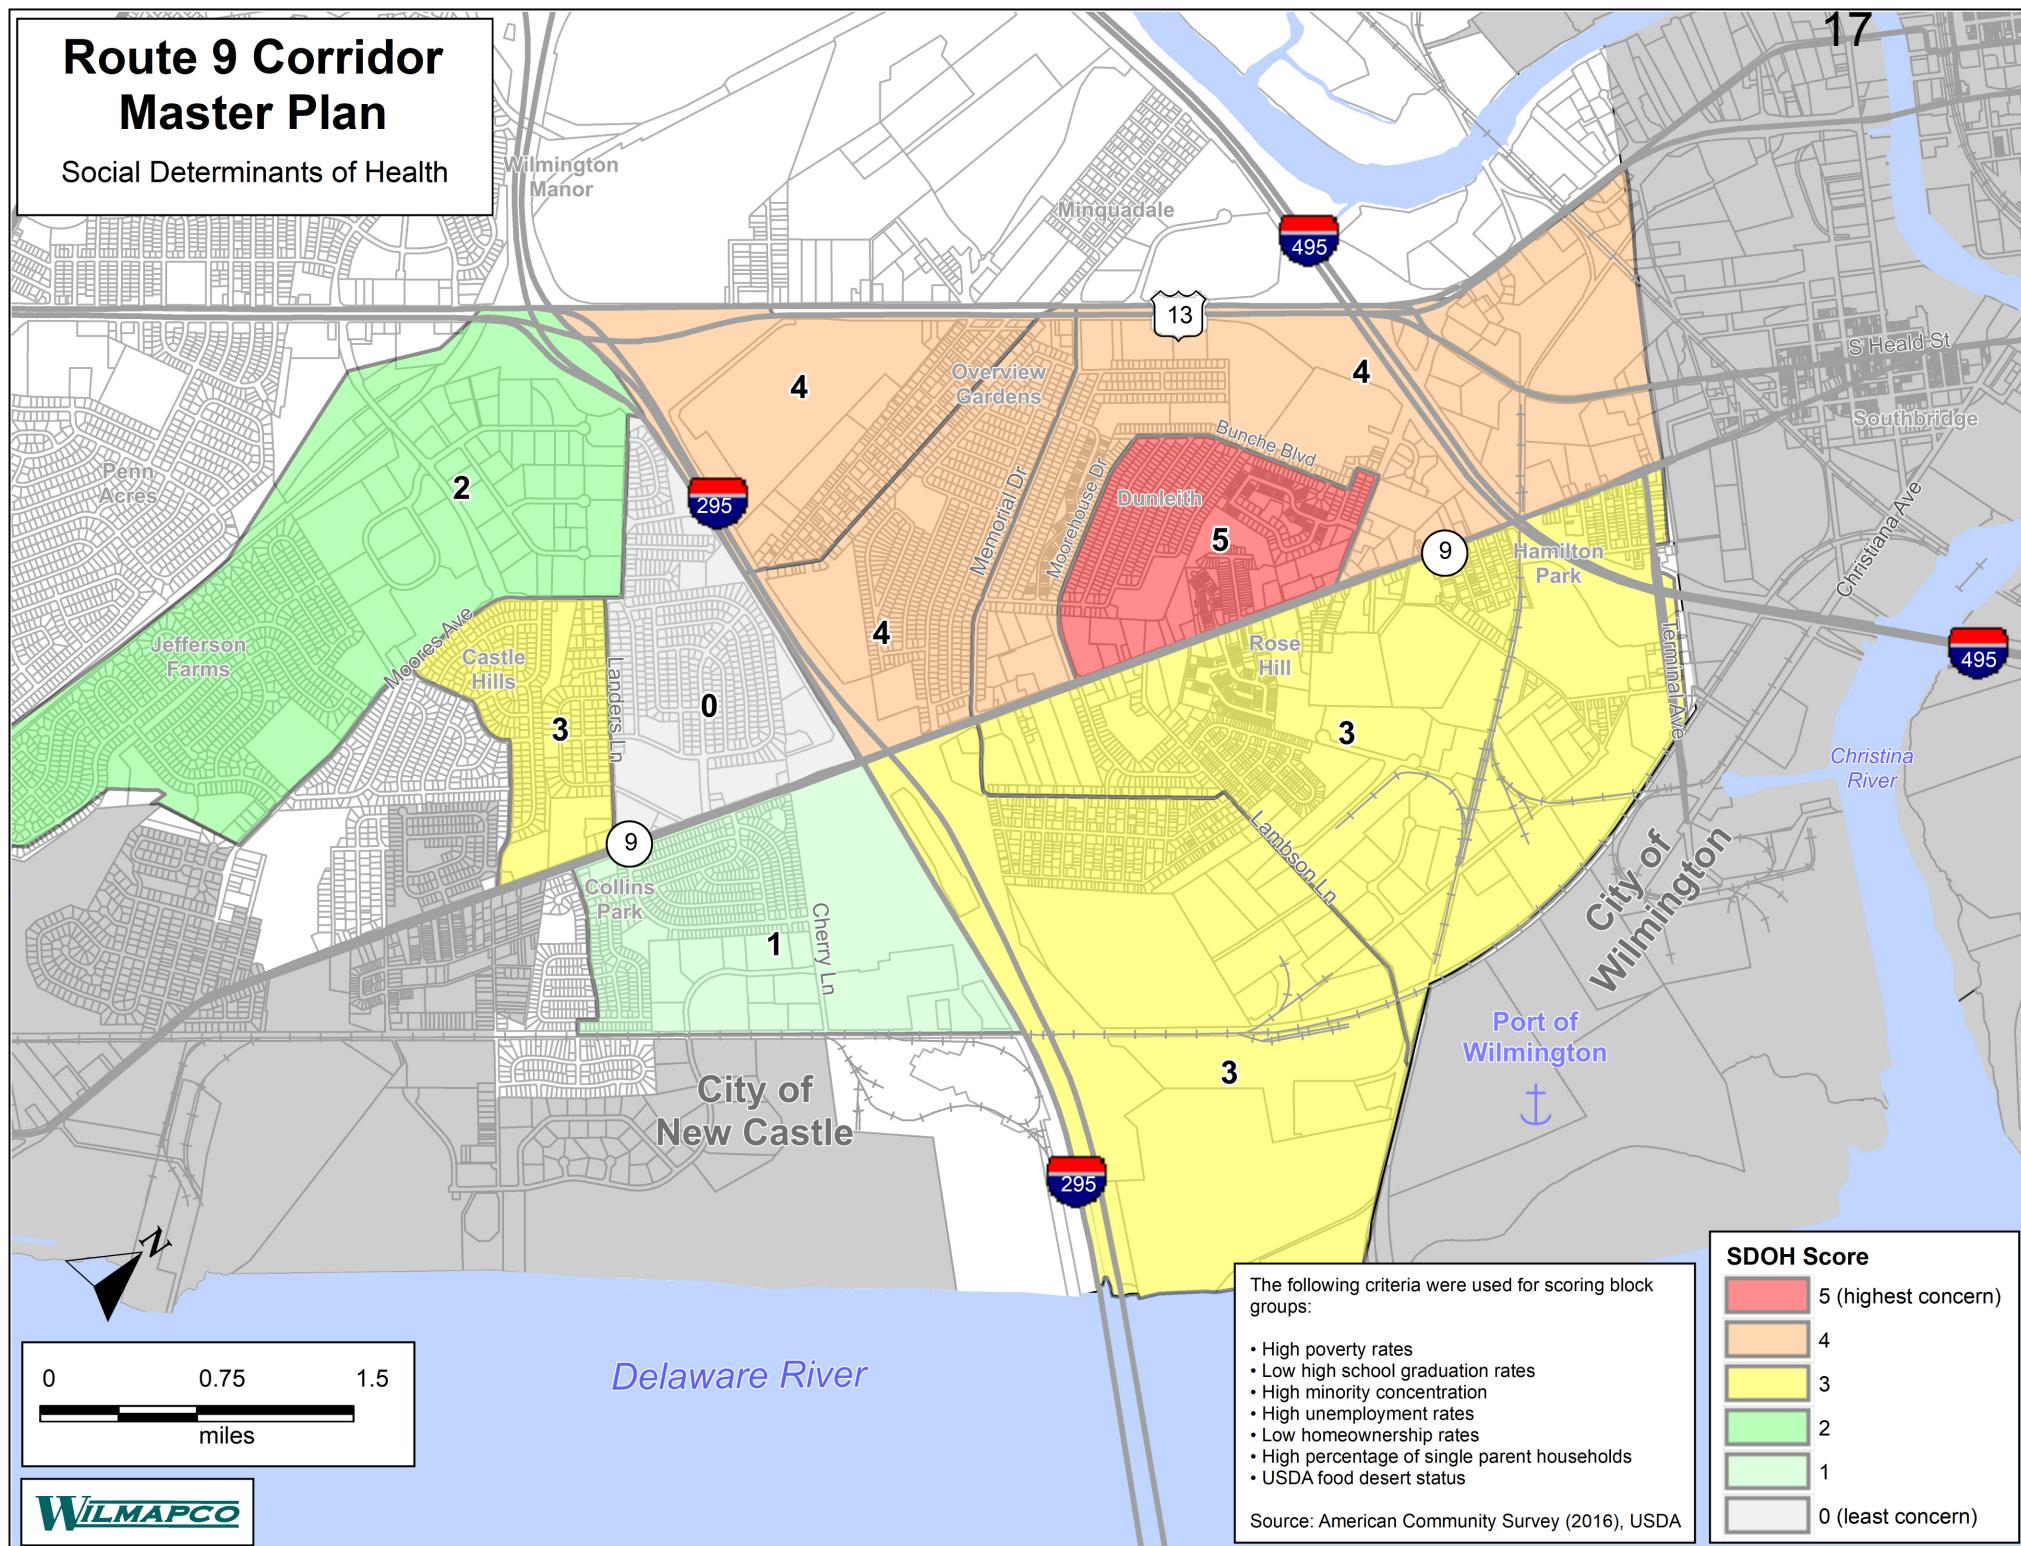 Route 9 Corridor
Master Plan
Social Determinants of Health
17
Wilmington
Manor
Minquadale
495
13
S Heald St
Southbridge
4
Overview
Gardens
4
Bunche Blvd
Penn
Acres
2
295
Memorial Dr
Moorehouse Dr
Dunleith
5
9
Hamilton
Park
Christiana Ave
Jefferson
Farms
Moores Ave
Castle
Hills
Landers Ln
0
4
Rose
Hill
Terminal Ave
495
3
3
Christina
River
9
Collins
Park
Cherry Ln
1
Lambson Ln
City of
Wilmington
Port of
Wilmington
3
City of
New Castle
295
N
Delaware River
0 0.75 1.5
miles
WILMAPCO
The following criteria were used for scoring block
groups:
• High poverty rates
• Low high school graduation rates
• High minority concentration
• High unemployment rates
• Low homeownership rates
• High percentage of single parent households
• USDA food desert status
Source: American Community Survey (2016), USDA
SDOH Score
5 (highest concern)
4
3
2
1
0 (least concern)